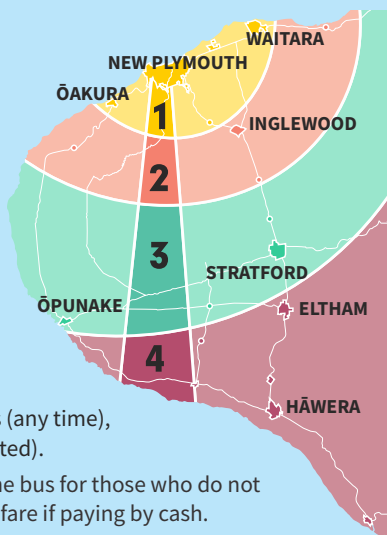 WAITARA
NEW PLYMOUTH
ŌAKURA
1
INGLEWOOD
2
3
STRATFORD
ŌPUNAKE
ELTHAM
4
HĀWERA
(any time),
ted).
e bus for those who do not
fare if paying by cash.